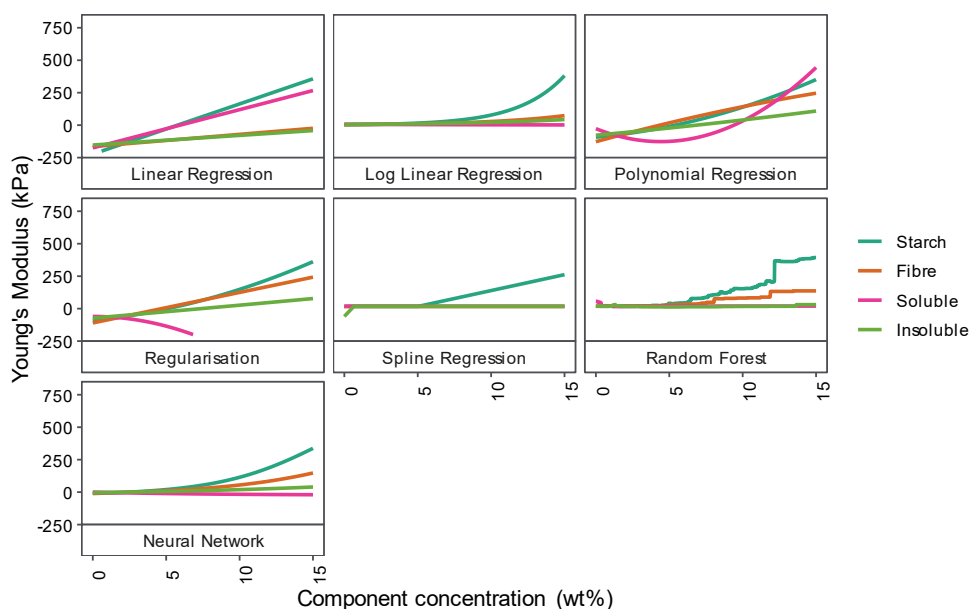 Young's Modulus (kPa)
750
500
250
0
-250
Linear Regression
Log Linear Regression
Polynomial Regression
750
500
250
0
-250
Regularisation
Spline Regression
Random Forest
0
5
10
15
0
5
10
15
750
500
250
0
-250
Neural Network
0
5
10
15
Component concentration (wt%)
Starch
Fibre
Soluble
Insoluble